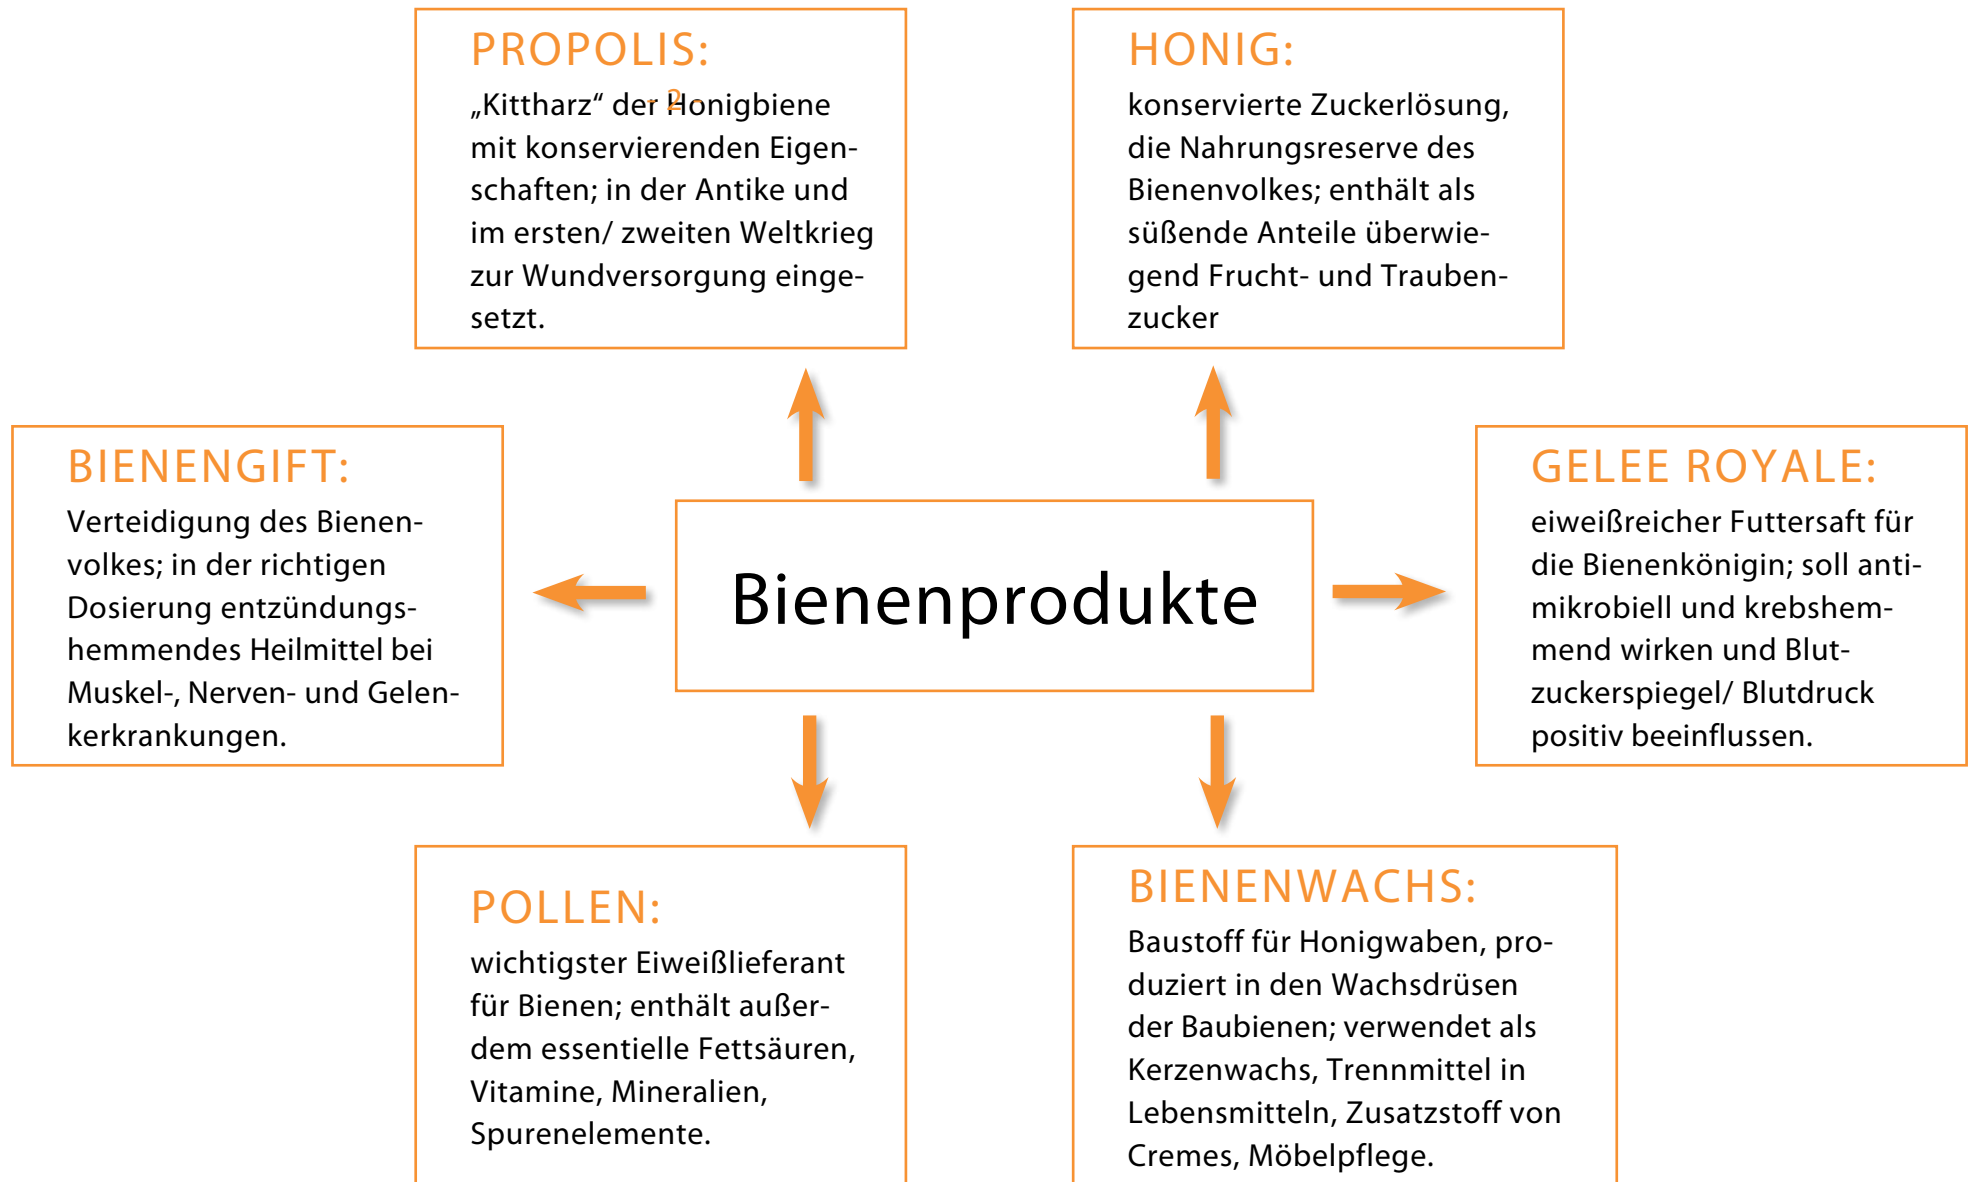 PROPOLIS:
- 2 -
„Kittharz“ der Honigbiene
mit konservierenden Eigen-
schaften; in der Antike und
im ersten/ zweiten Weltkrieg
zur Wundversorgung einge-
setzt.
HONIG:
konservierte Zuckerlösung,
die Nahrungsreserve des
Bienenvolkes; enthält als
süßende Anteile überwie-
gend Frucht- und Trauben-
zucker
BIENENGIFT:
Verteidigung des Bienen-
volkes; in der richtigen
Dosierung entzündungs-
hemmendes Heilmittel bei
Muskel-, Nerven- und Gelen-
kerkrankungen.
Bienenprodukte
GELEE ROYALE:
eiweißreicher Futtersaft für
die Bienenkönigin; soll anti-
mikrobiell und krebshem-
mend wirken und Blut-
zuckerspiegel/ Blutdruck
positiv beeinflussen.
POLLEN:
wichtigster Eiweißlieferant
für Bienen; enthält außer-
dem essentielle Fettsäuren,
Vitamine, Mineralien,
Spurenelemente.
BIENENWACHS:
Baustoff für Honigwaben, pro-
duziert in den Wachsdrüsen
der Baubienen; verwendet als
Kerzenwachs, Trennmittel in
Lebensmitteln, Zusatzstoff von
Cremes, Möbelpflege.